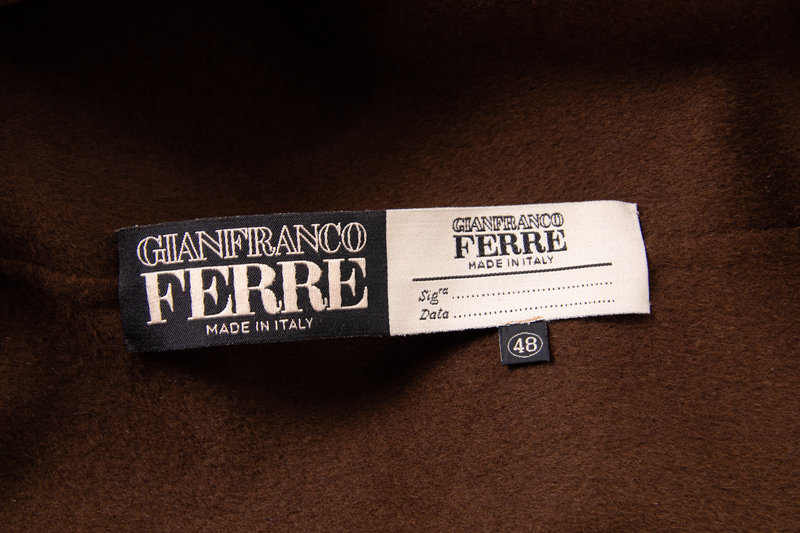 GIANFRANCO
FERRE
MADE IN ITALY
GIANFRANCO
FERRE
MADE IN ITALY
Sig.ra
Data
48